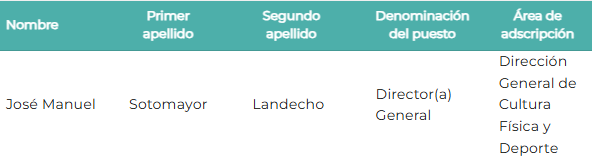 Nombre
Primer apellido
Segundo apellido
Denominación del puesto
Área de adscripción
José Manuel
Sotomayor
Landecho
Director(a) General
Dirección General de Cultura Física y Deporte